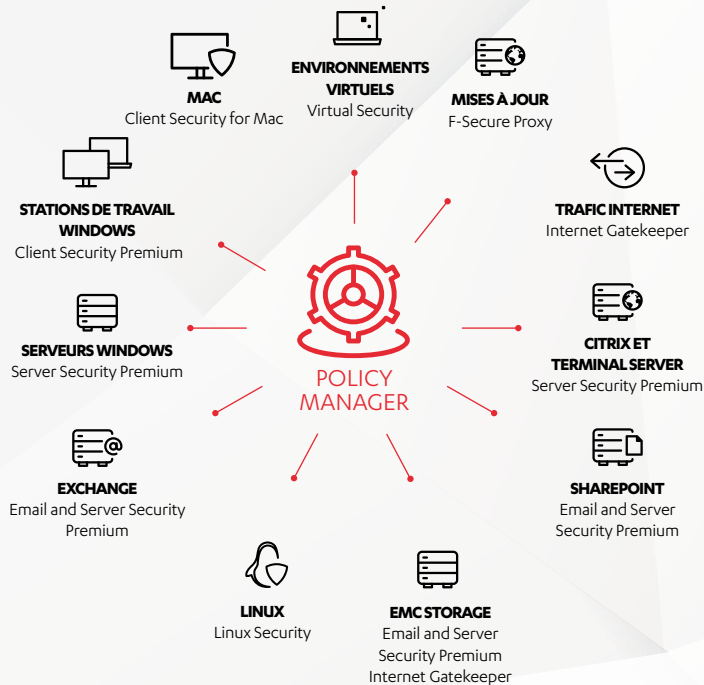 ENVIRONNEMENTS
VIRTUELS
Virtual Security
MAC
Client Security for Mac
MISES À JOUR
F-Secure Proxy
STATIONS DE TRAVAIL
WINDOWS
Client Security Premium
TRAFIC INTERNET
Internet Gatekeeper
SERVEURS WINDOWS
Server Security Premium
POLICY
MANAGER
CITRIX ET
TERMINAL SERVER
Server Security Premium
EXCHANGE
Email and Server Security
Premium
SHAREPOINT
Email and Server
Security Premium
LINUX
Linux Security
EMC STORAGE
Email and Server
Security Premium
Internet Gatekeeper